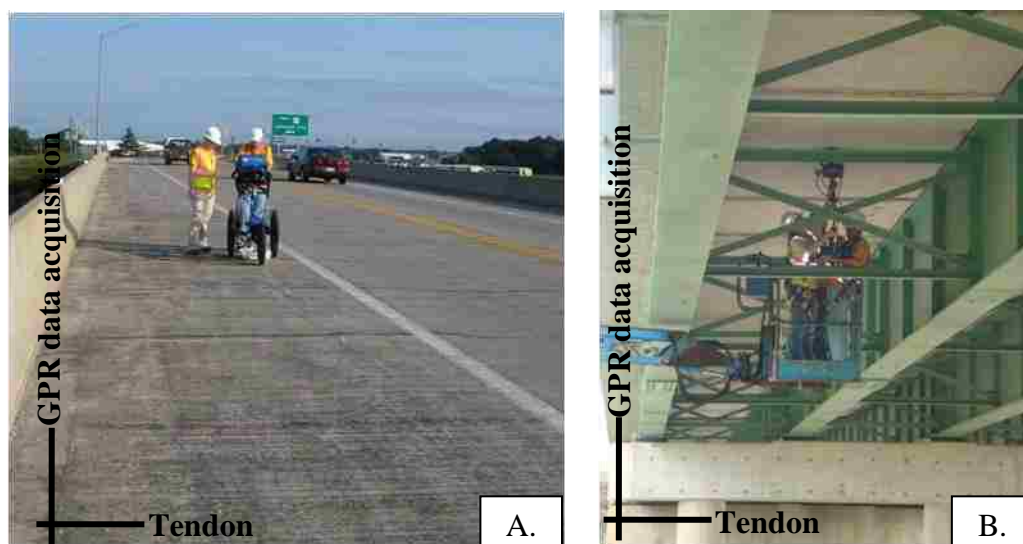 GPR data acquisition
Tendon
A.
GPR data acquisition
Tendon
B.